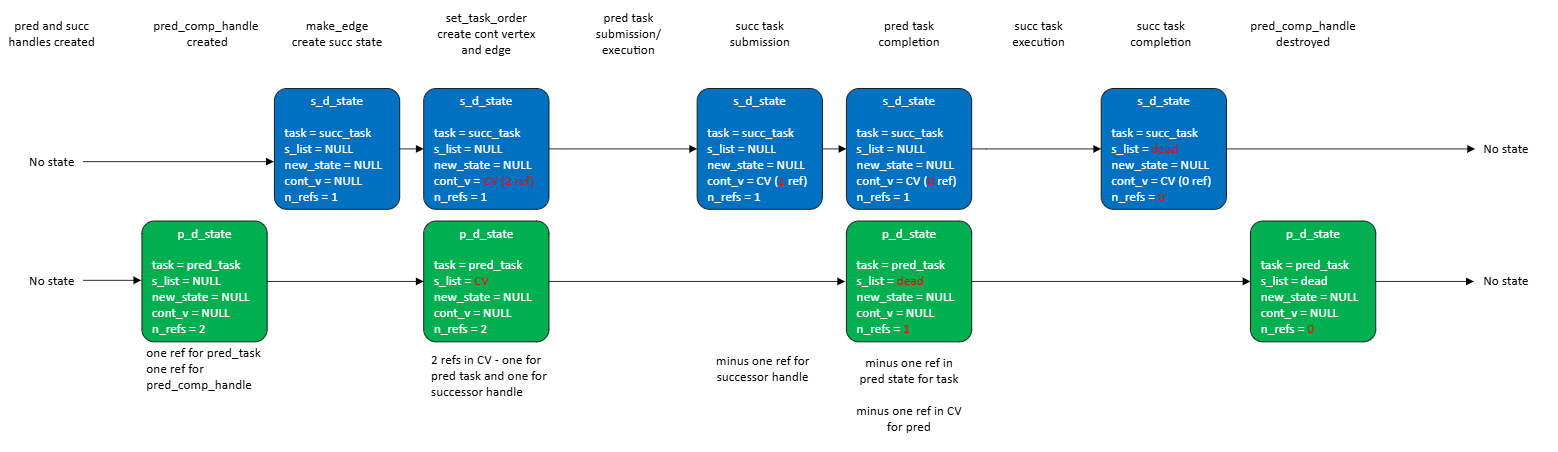 pred and succ
handles created
pred_comp_handle
created
make_edge
create succ state
set_task_order
create cont vertex
and edge
pred task
submission/
execution
succ task
submission
pred task
completion
succ task
execution
succ task
completion
pred_comp_handle
destroyed
No state
s_d_state
task = succ_task
s_list = NULL
new_state = NULL
cont_v = NULL
n_refs = 1
s_d_state
task = succ_task
s_list = NULL
new_state = NULL
cont_v = CV (2 ref)
n_refs = 1
s_d_state
task = succ_task
s_list = NULL
new_state = NULL
cont_v = CV (1 ref)
n_refs = 1
s_d_state
task = succ_task
s_list = NULL
new_state = NULL
cont_v = CV (0 ref)
n_refs = 1
s_d_state
task = succ_task
s_list = dead
new_state = NULL
cont_v = CV (0 ref)
n_refs = 0
No state
No state
p_d_state
task = pred_task
s_list = NULL
new_state = NULL
cont_v = NULL
n_refs = 2
p_d_state
task = pred_task
s_list = CV
new_state = NULL
cont_v = NULL
n_refs = 2
p_d_state
task = pred_task
s_list = dead
new_state = NULL
cont_v = NULL
n_refs = 1
p_d_state
task = pred_task
s_list = dead
new_state = NULL
cont_v = NULL
n_refs = 0
No state
one ref for pred_task
one ref for
pred_comp_handle
2 refs in CV - one for
pred task and one for
successor handle
minus one ref for
successor handle
minus one ref in
pred state for task
minus one ref in CV
for pred